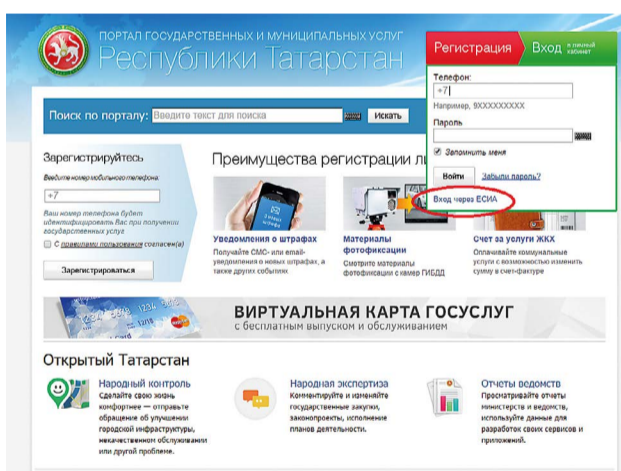 ПОРТАЛ ГОСУДАРСТВЕННЫХ И МУНИЦИПАЛЬНЫХ УСЛУГ
Республики Татарстан
Регистрация
Вход в личный кабинет
Телефон:
+7
Например, 9XXXXXXXXX
Пароль
Запомнить меня
Войти Забыли пароль?
Вход через ЕСИА
Поиск по порталу: Введите текст для поиска Искать
Зарегистрируйтесь
Введите номер мобильного телефона:
+7
Ваш номер телефона будет
идентифицировать Вас при получении
государственных услуг
С правилами пользования согласен(а)
Зарегистрироваться
Преимущества регистрации ли
Уведомления о штрафах
Получайте СМС- или email-
уведомления о новых штрафах, а
также других событиях.
Материалы
фотофиксации
Смотрите материалы
фотофиксации с камер ГИБДД
Счет за услуги ЖКХ
Оплачивайте коммунальные
услуги с возможностью изменить
сумму в счет-фактуре
ВИРТУАЛЬНАЯ КАРТА ГОСУСЛУГ
с бесплатным выпуском и обслуживанием
Открытый Татарстан
Народный контроль
Сделайте свою жизнь
комфортнее — отправьте
обращение об улучшении
городской инфраструктуры,
некачественном обслуживании
или другой проблеме.
Народная экспертиза
Комментируйте и изменяйте
государственные закупки,
законопроекты, исполнение
планов деятельности.
Отчеты ведомств
Просматривайте отчеты
министерств и ведомств,
используйте данные для
разработок своих сервисов и
приложений.